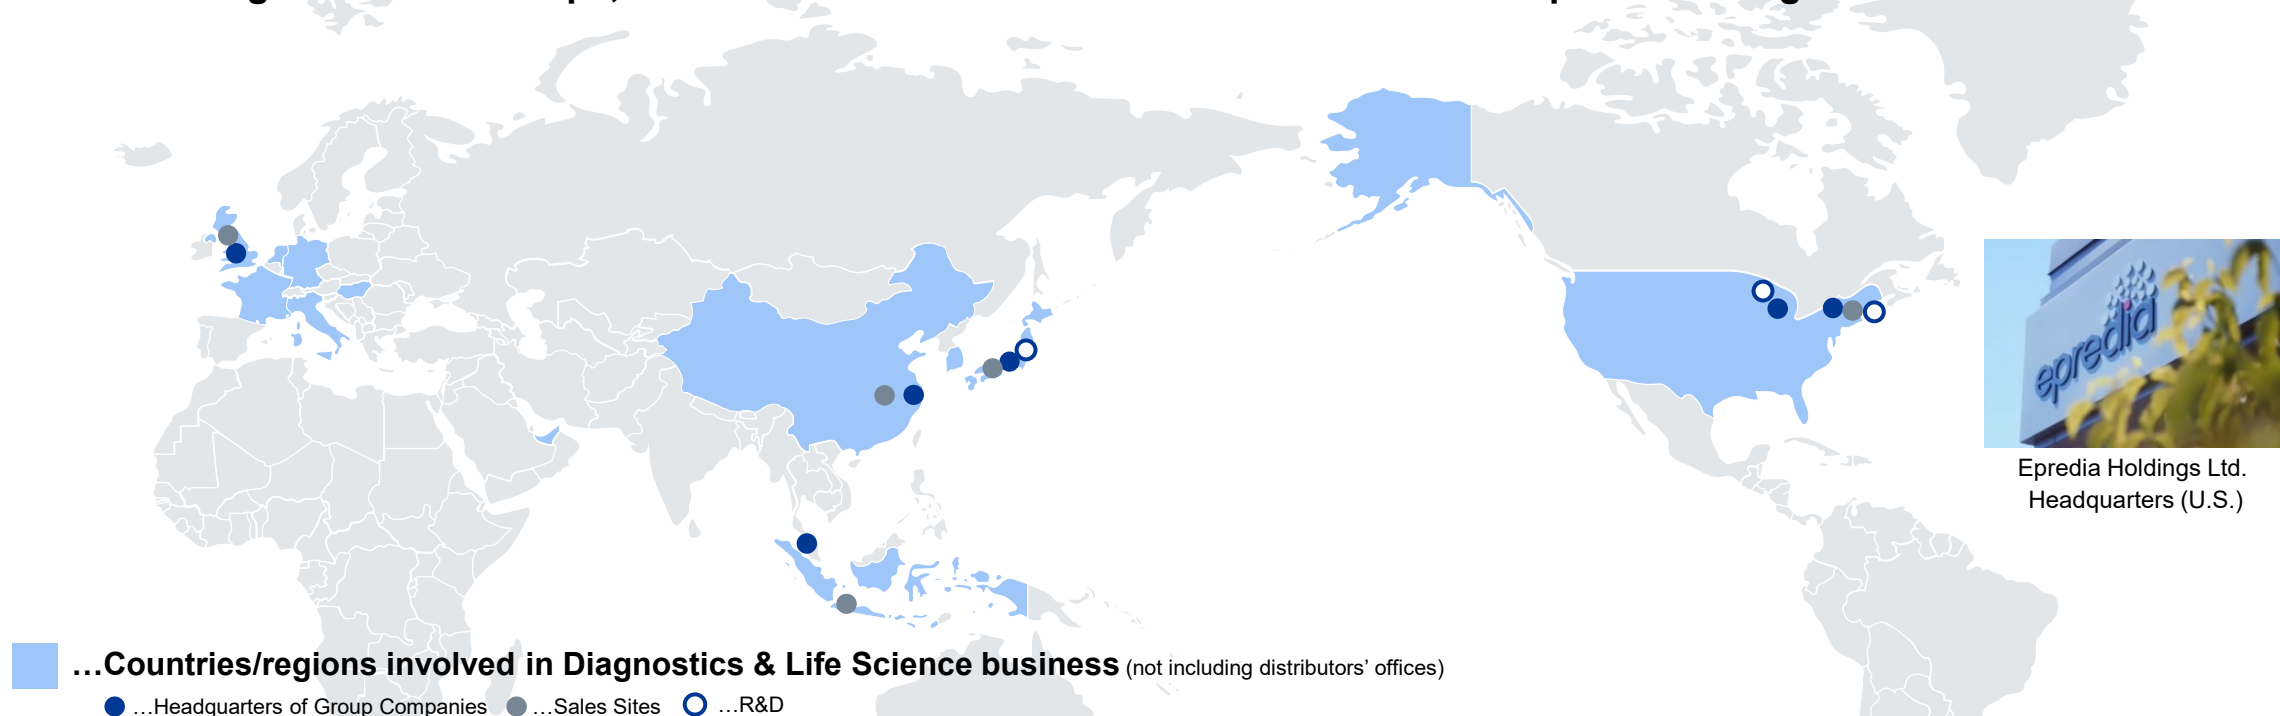 epredia
Epredia Holdings Ltd.
Headquarters (U.S.)
…Countries/regions involved in Diagnostics & Life Science business (not including distributors’ offices)
…Headquarters of Group Companies …Sales Sites …R&D